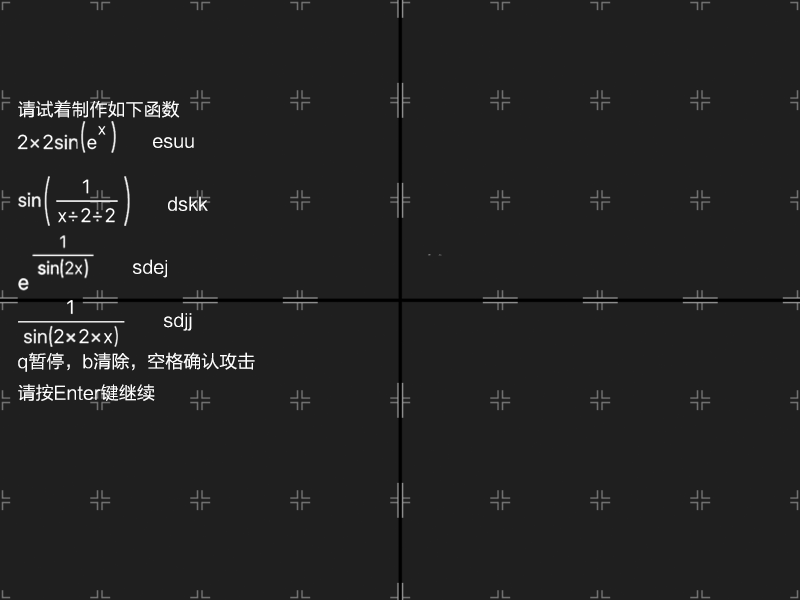 请试着制作如下函数
2×2sin(e^x) esuu
sin(1/(x÷2÷2)) dskk
e^(1/sin(2x)) sdej
1/sin(2×2×x) sdjj
q暂停，b清除，空格确认攻击
请按Enter键继续